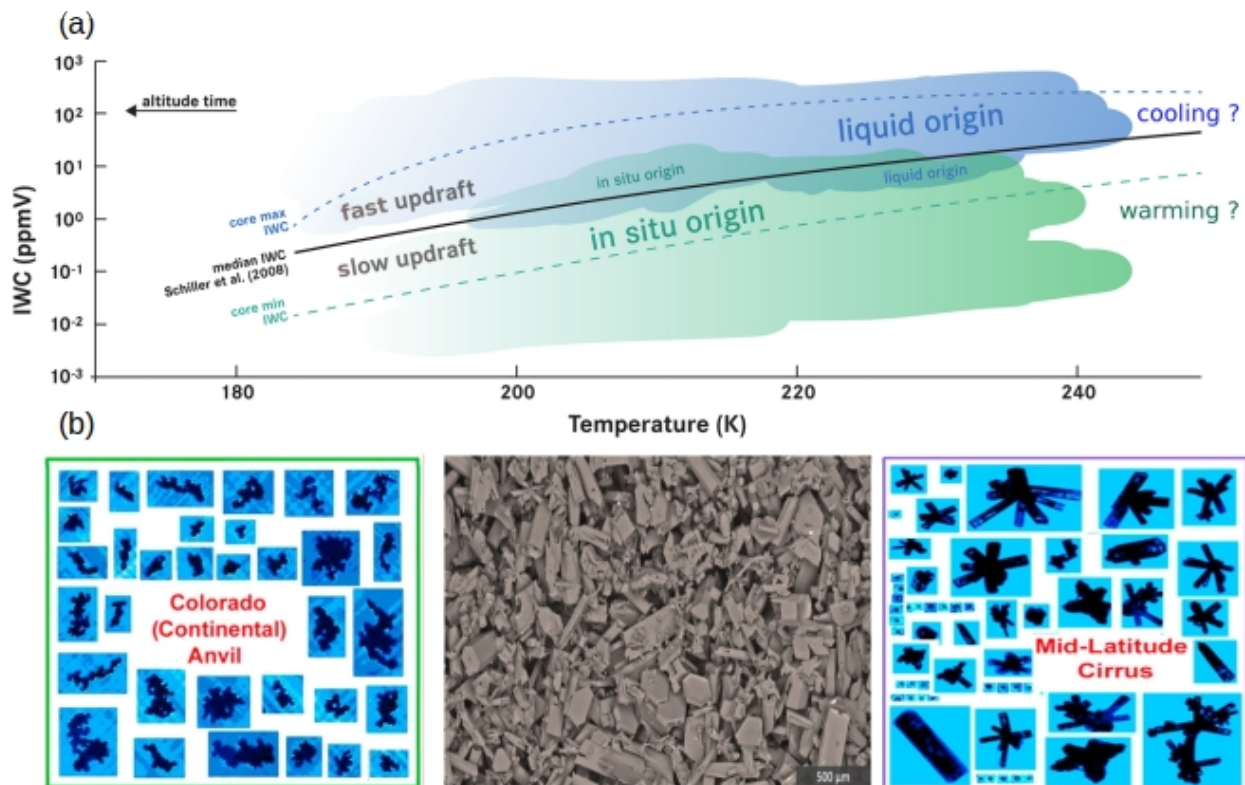 (a)
10³
10²
10¹
10⁰
10⁻¹
10⁻²
10⁻³
IWC (ppmV)
altitude time
liquid origin
cooling ?
in situ origin
liquid origin
fast updraft
core max
IWC
in situ origin
warming ?
median IWC
Schiller et al. (2008)
slow updraft
core min
IWC
180
200
220
240
Temperature (K)
(b)
Colorado
(Continental)
Anvil
500 µm
Mid-Latitude
Cirrus